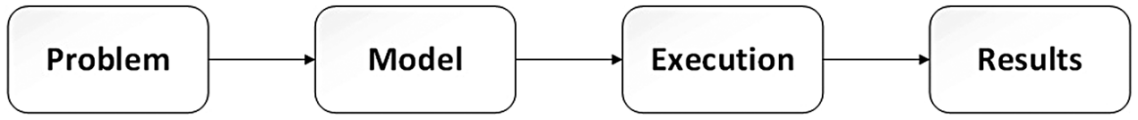 Problem
Model
Execution
Results